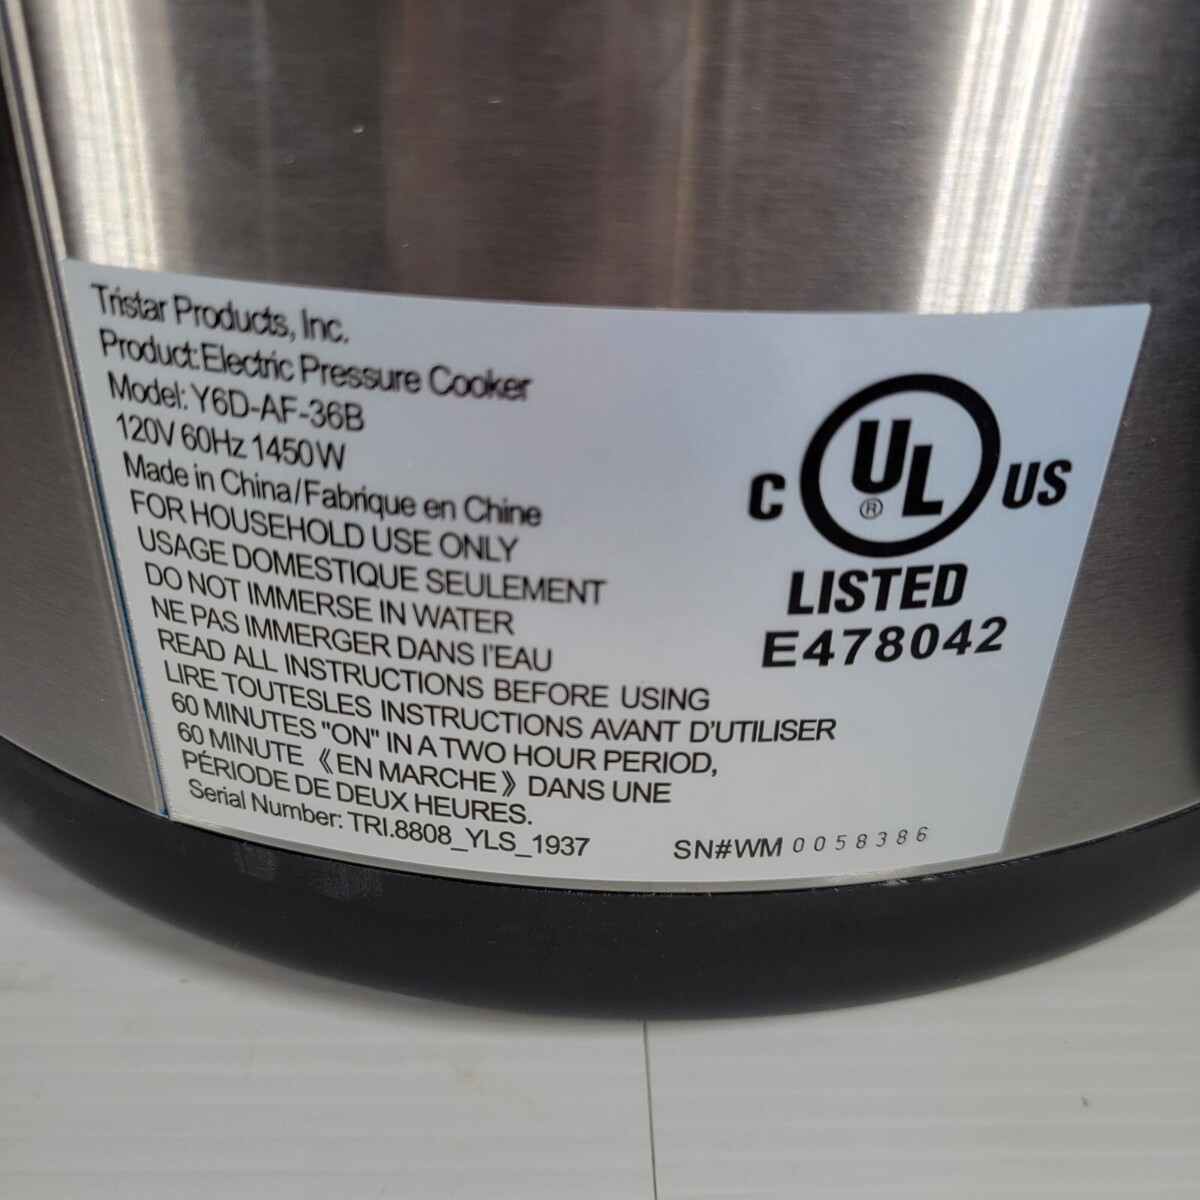 Tristar Products, Inc.
Product:Electric Pressure Cooker
Model: Y6D-AF-36B
120V 60Hz 1450W
Made in China/Fabrique en Chine
FOR HOUSEHOLD USE ONLY
USAGE DOMESTIQUE SEULEMENT
DO NOT IMMERSE IN WATER
NE PAS IMMERGER DANS l'EAU
READ ALL INSTRUCTIONS BEFORE USING
LIRE TOUTESLES INSTRUCTIONS AVANT D'UTILISER
60 MINUTES "ON" IN A TWO HOUR PERIOD,
60 MINUTE 《EN MARCHE》 DANS UNE
PÉRIODE DE DEUX HEURES.
Serial Number: TRI.8808_YLS_1937
SN#WM 0058386
C UL ® US
LISTED
E478042